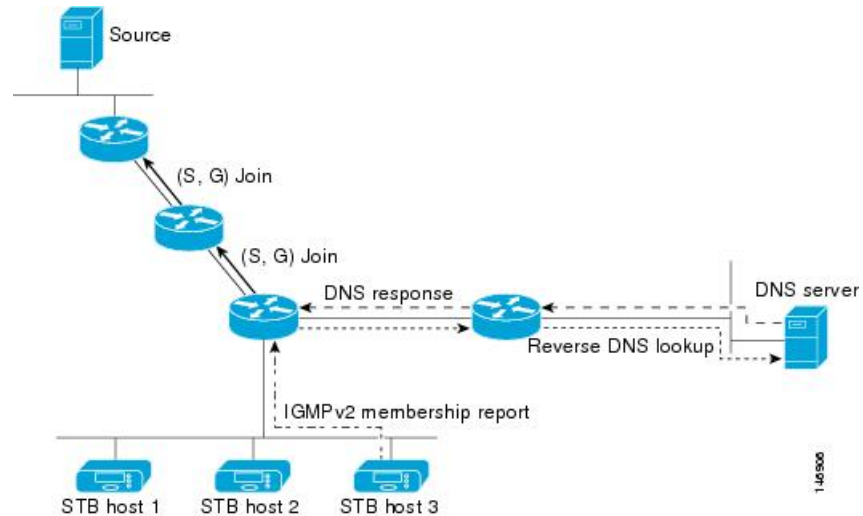 Source
(S, G) Join
(S, G) Join
DNS response
DNS server
Reverse DNS lookup
IGMPv2 membership report
STB host 1
STB host 2
STB host 3
146906